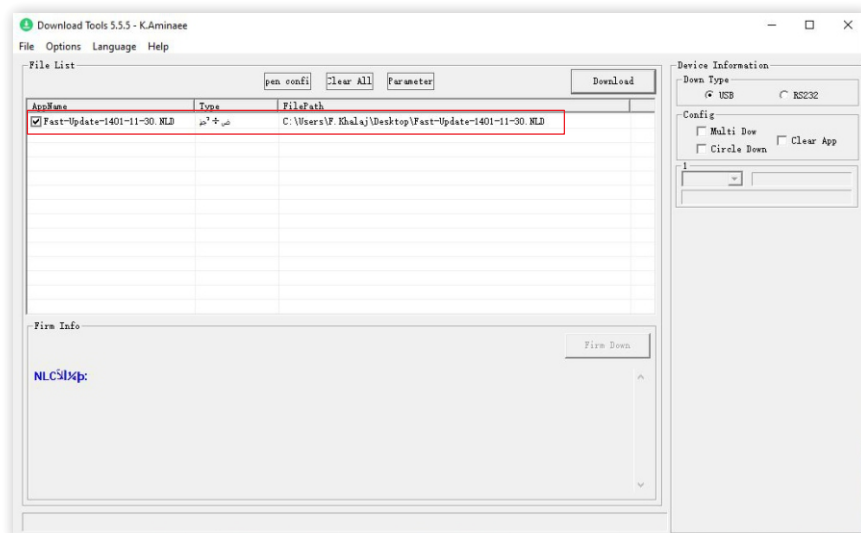 Download Tools 5.5.5 - K.Aminaee
File Options Language Help
File List
pen confi Clear All Parameter Download
AppName Type FilePath
Fast-Update-1401-11-30.NLD C:\Users\F.Khalaj\Desktop\Fast-Update-1401-11-30.NLD
Firm Info
Firm Down
Device Information
Down Type
USB RS232
Config
Multi Dow
Clear App
Circle Down
1